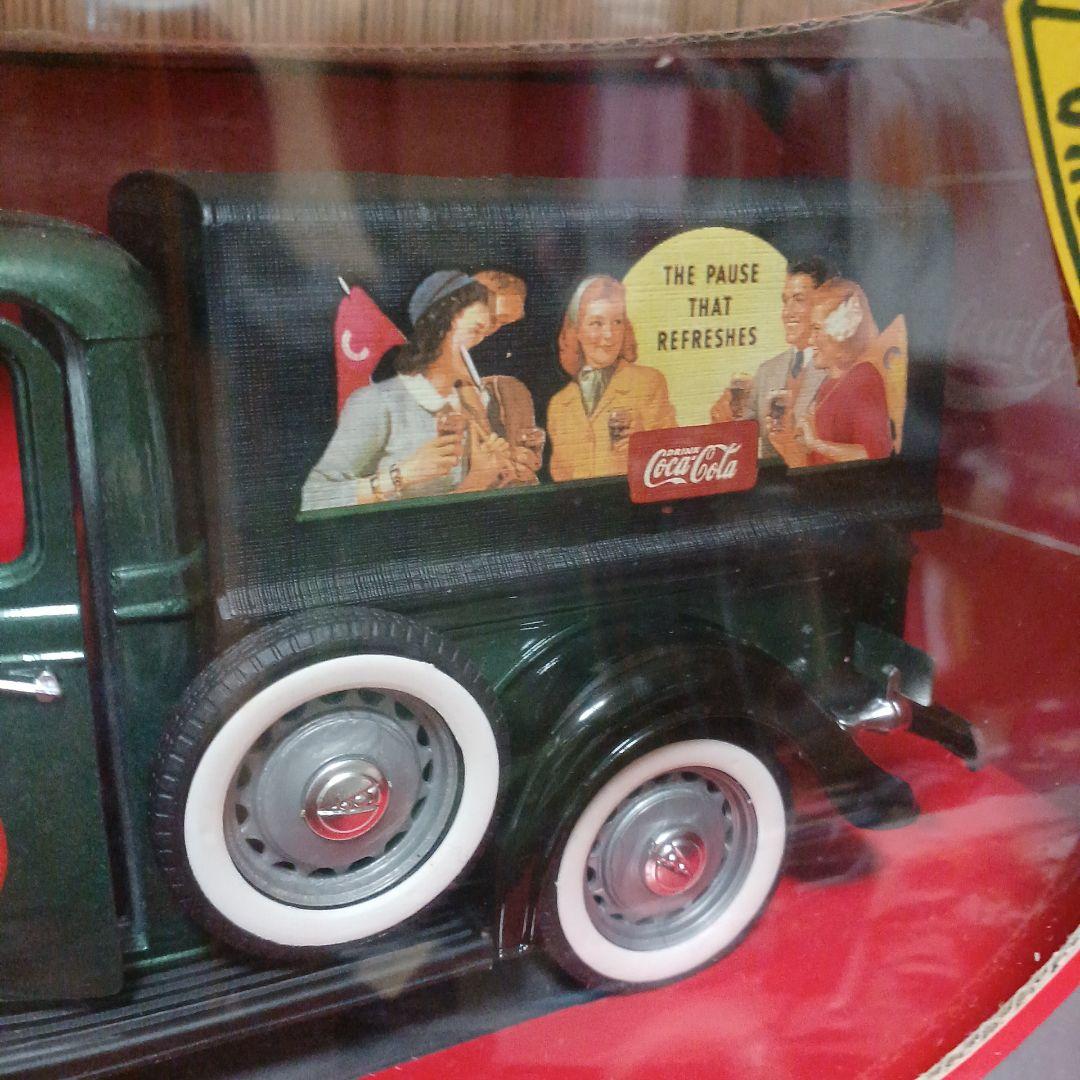 THE PAUSE
THAT
REFRESHES
DRINK
Coca-Cola